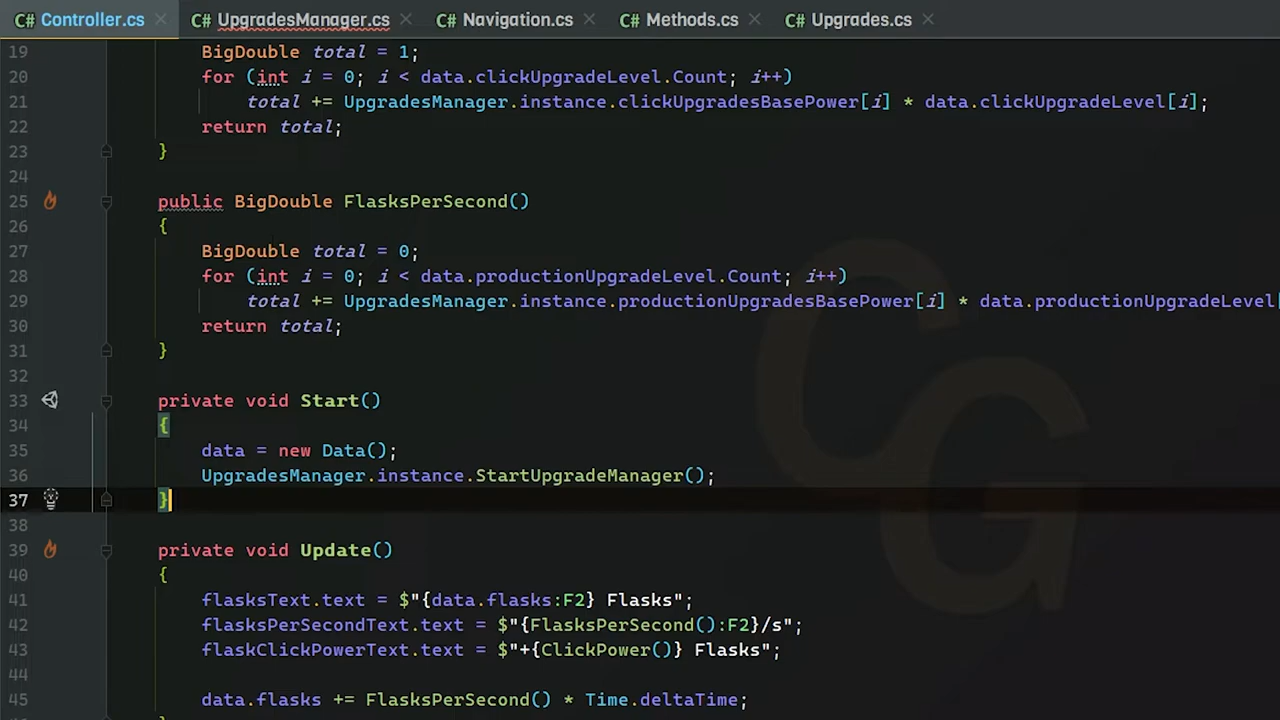 C# Controller.cs
C# UpgradesManager.cs
C# Navigation.cs
C# Methods.cs
C# Upgrades.cs
19 BigDouble total = 1;
20 for (int i = 0; i < data.clickUpgradeLevel.Count; i++)
21 total += UpgradesManager.instance.clickUpgradesBasePower[i] * data.clickUpgradeLevel[i];
22 return total;
23 }
24
25 public BigDouble FlasksPerSecond()
26 {
27 BigDouble total = 0;
28 for (int i = 0; i < data.productionUpgradeLevel.Count; i++)
29 total += UpgradesManager.instance.productionUpgradesBasePower[i] * data.productionUpgradeLevel[
30 return total;
31 }
32
33 private void Start()
34 {
35 data = new Data();
36 UpgradesManager.instance.StartUpgradeManager();
37 }
38
39 private void Update()
40 {
41 flasksText.text = $"{data.flasks:F2} Flasks";
42 flasksPerSecondText.text = $"{FlasksPerSecond():F2}/s";
43 flaskClickPowerText.text = $"+{ClickPower()} Flasks";
44
45 data.flasks += FlasksPerSecond() * Time.deltaTime;
CG